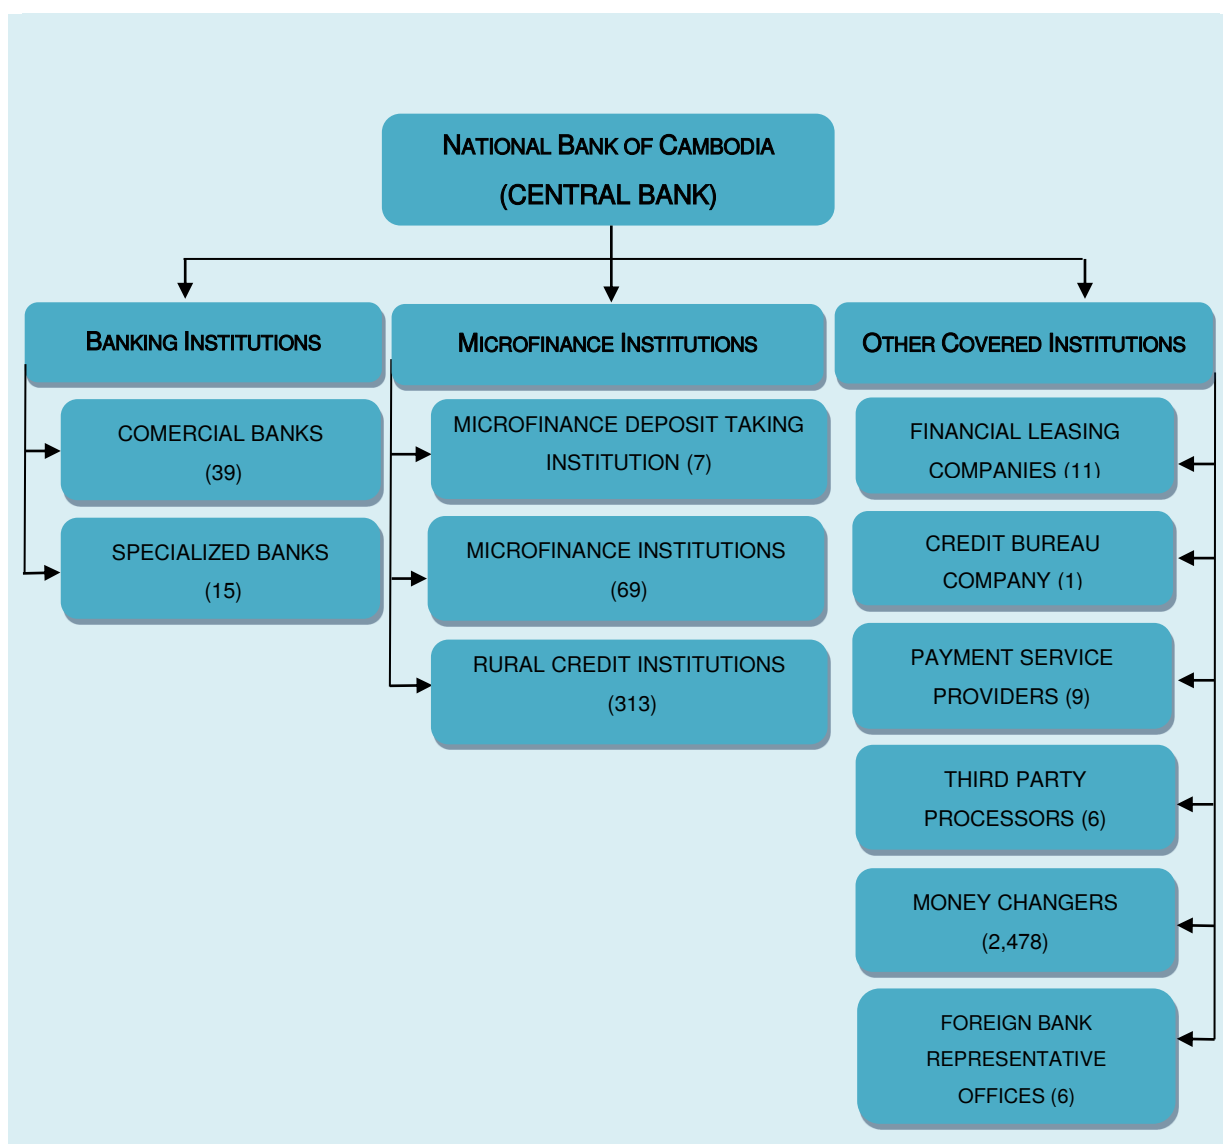 NATIONAL BANK OF CAMBODIA
(CENTRAL BANK)
BANKING INSTITUTIONS
COMERCIAL BANKS
(39)
SPECIALIZED BANKS
(15)
MICROFINANCE INSTITUTIONS
MICROFINANCE DEPOSIT TAKING
INSTITUTION (7)
MICROFINANCE INSTITUTIONS
(69)
RURAL CREDIT INSTITUTIONS
(313)
OTHER COVERED INSTITUTIONS
FINANCIAL LEASING
COMPANIES (11)
CREDIT BUREAU
COMPANY (1)
PAYMENT SERVICE
PROVIDERS (9)
THIRD PARTY
PROCESSORS (6)
MONEY CHANGERS
(2,478)
FOREIGN BANK
REPRESENTATIVE
OFFICES (6)